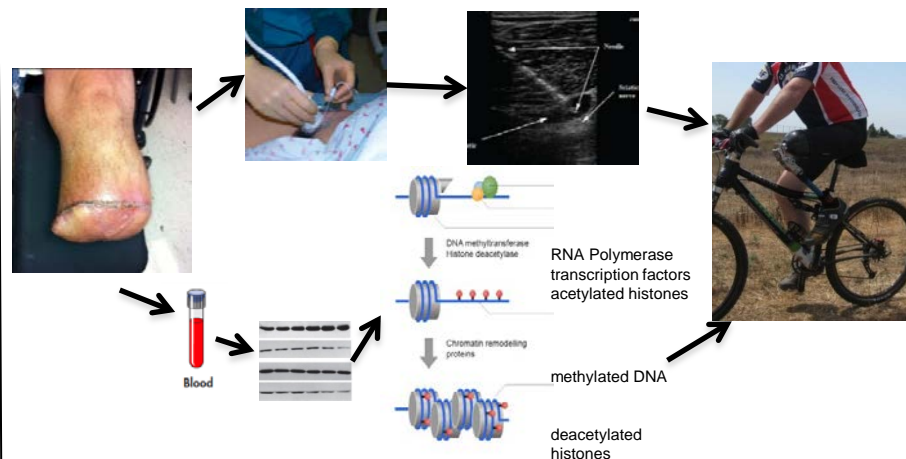 Needle
Sciatic
nerve
DNA methyltransferase
Histone deacetylase
RNA Polymerase
transcription factors
acetylated histones
Chromatin remodelling
proteins
Blood
methylated DNA
deacetylated
histones